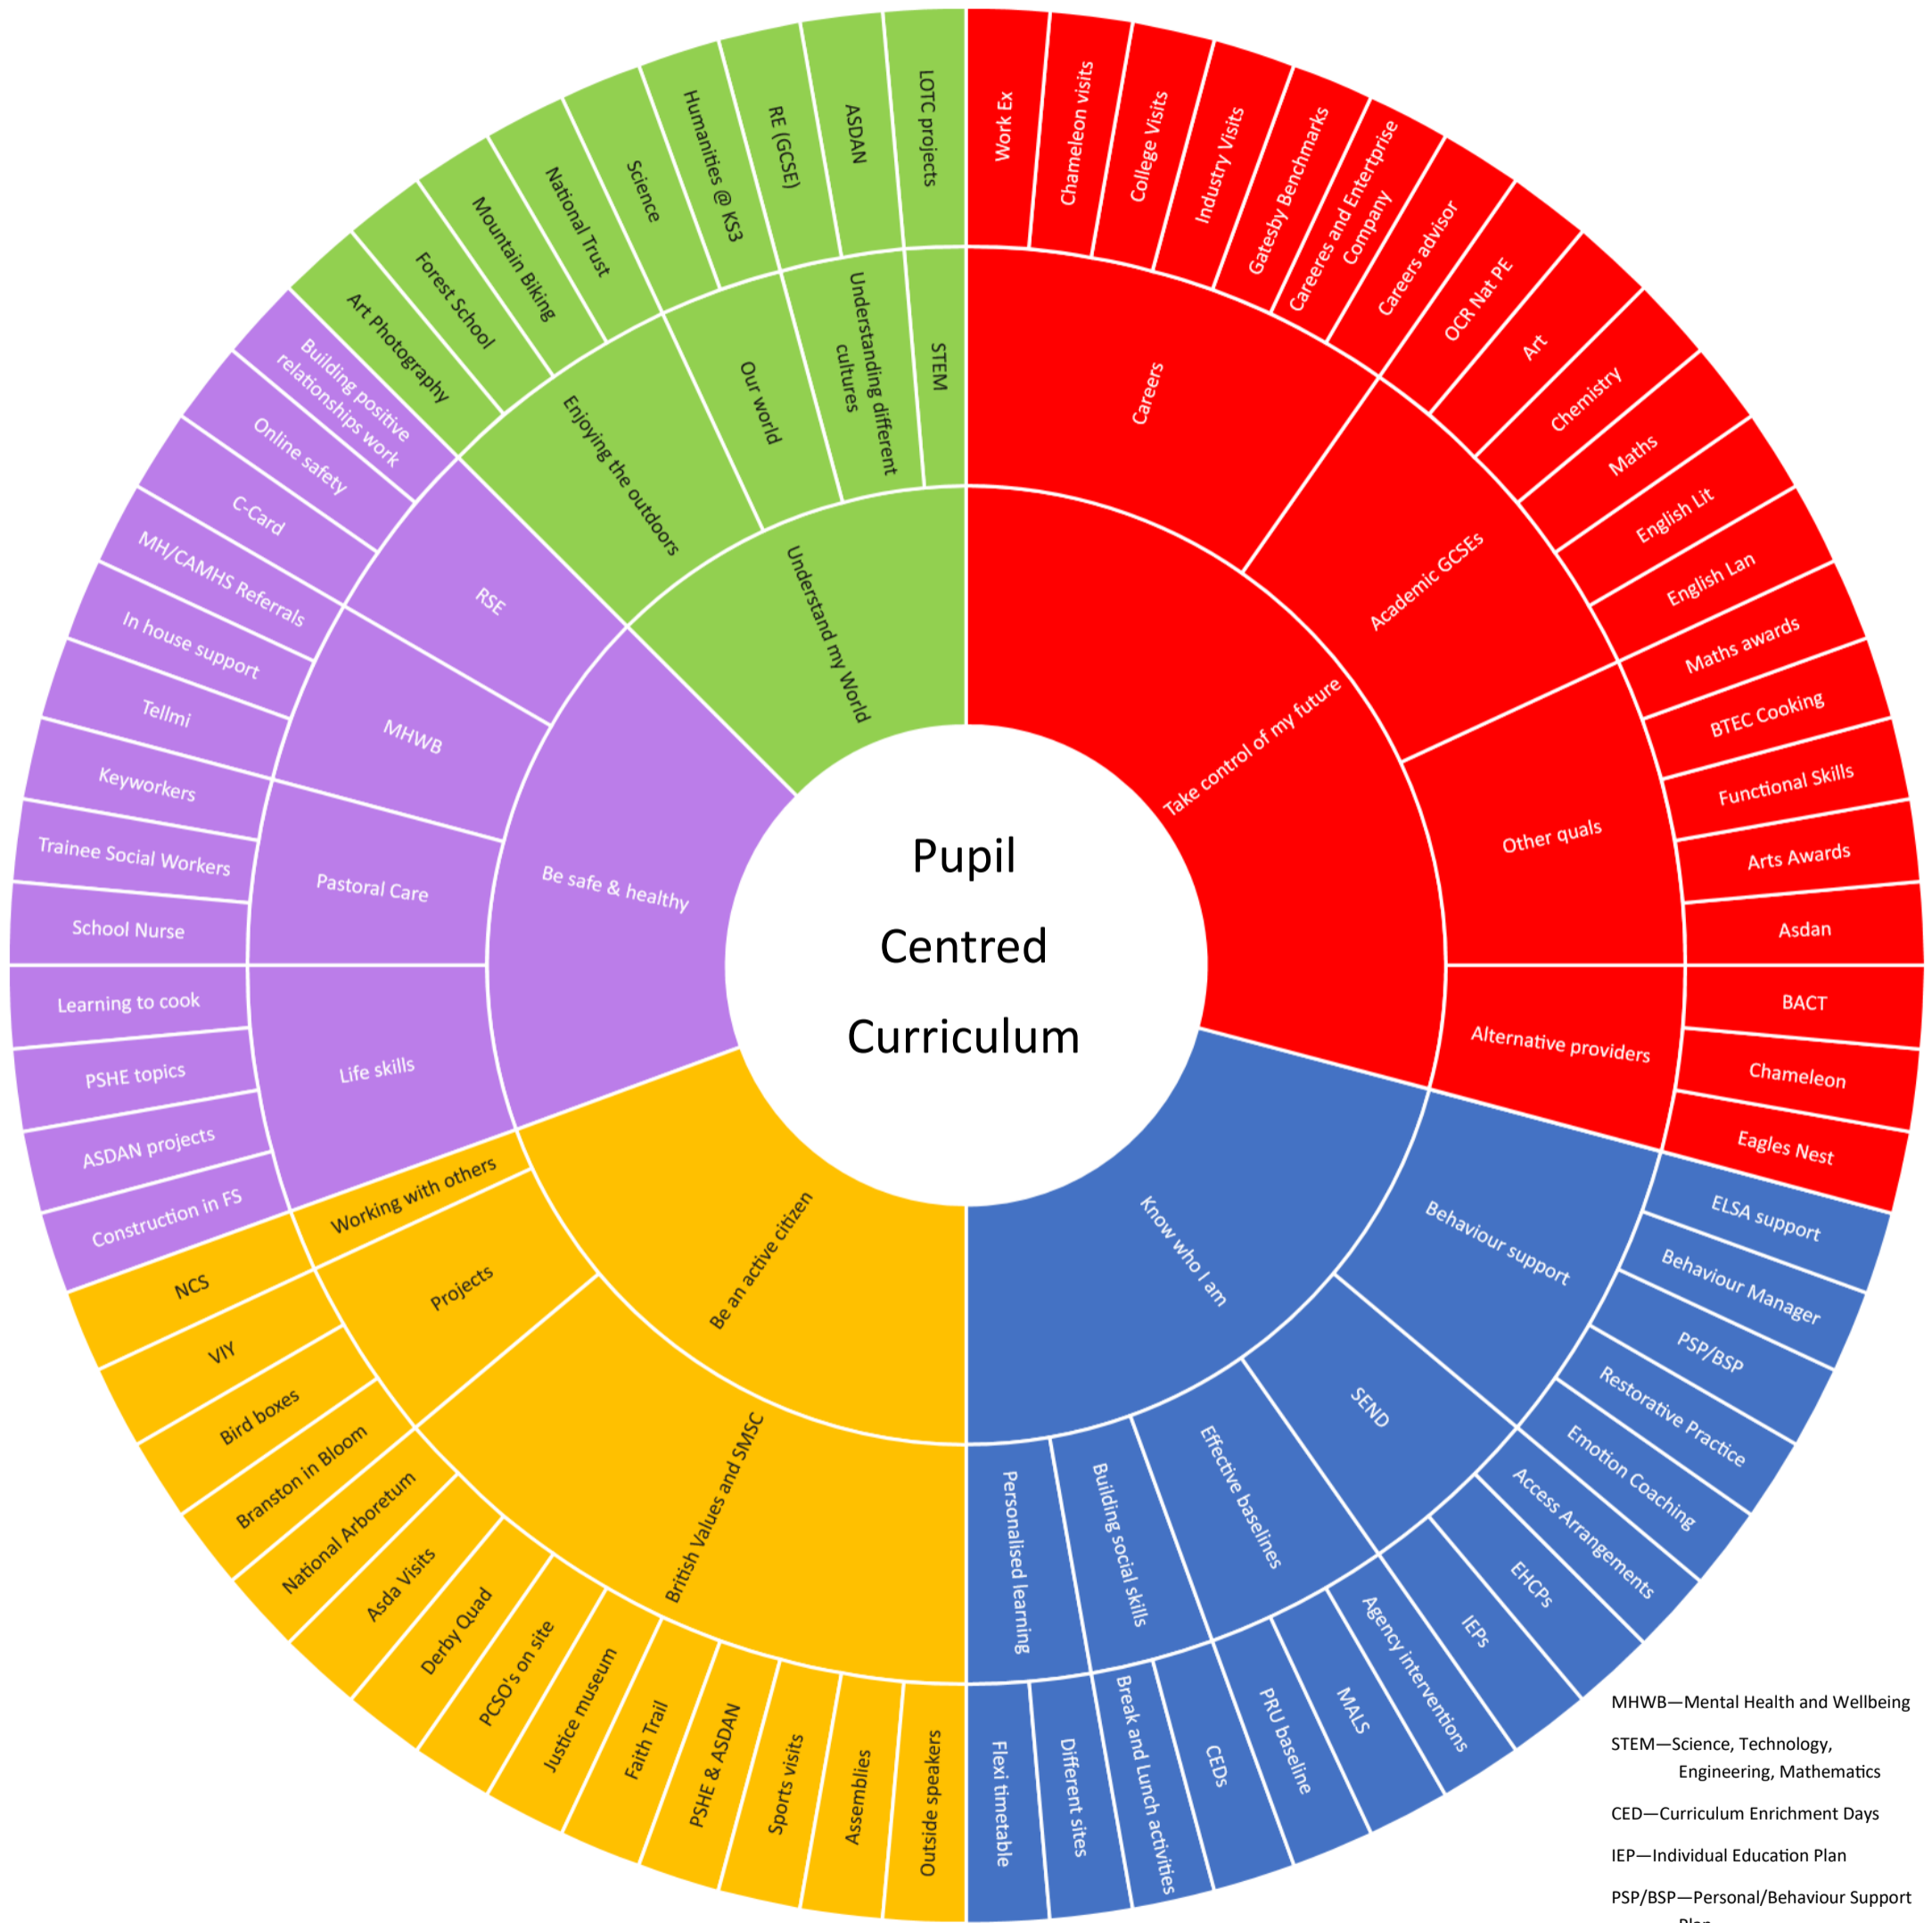 Pupil
Centred
Curriculum
Take control of my future
Careers
Work Ex
Chameleon visits
College Visits
Industry Visits
Gatesby Benchmarks
Careeres and Entertprise
Company
Careers advisor
Academic GCSEs
OCR Nat PE
Art
Chemistry
Maths
English Lit
English Lan
Other quals
Maths awards
BTEC Cooking
Functional Skills
Arts Awards
Asdan
Alternative providers
BACT
Chameleon
Eagles Nest
Know who I am
Behaviour support
ELSA support
Behaviour Manager
PSP/BSP
Restorative Practice
Emotion Coaching
SEND
Access Arrangements
EHCPs
IEPs
Effective baselines
Agency interventions
MALS
PRU baseline
Building social skills
CEDs
Break and Lunch activities
Personalised learning
Different sites
Flexi timetable
Be an active citizen
British Values and SMSC
Outside speakers
Assemblies
Sports visits
PSHE & ASDAN
Faith Trail
Justice museum
PCSO's on site
Derby Quad
Asda Visits
National Arboretum
Projects
Branston in Bloom
Bird boxes
VIY
Working with others
NCS
Be safe & healthy
Life skills
Construction in FS
ASDAN projects
PSHE topics
Learning to cook
Pastoral Care
School Nurse
Trainee Social Workers
Keyworkers
MHWB
Tellmi
In house support
MH/CAMHS Referrals
RSE
C-Card
Online safety
Building positive
relationships work
Understand my World
Enjoying the outdoors
Art Photography
Forest School
Mountain Biking
National Trust
Our world
Science
Humanities @ KS3
Understanding different
cultures
RE (GCSE)
ASDAN
STEM
LOTC projects
MHWB—Mental Health and Wellbeing
STEM—Science, Technology,
Engineering, Mathematics
CED—Curriculum Enrichment Days
IEP—Individual Education Plan
PSP/BSP—Personal/Behaviour Support
Plan